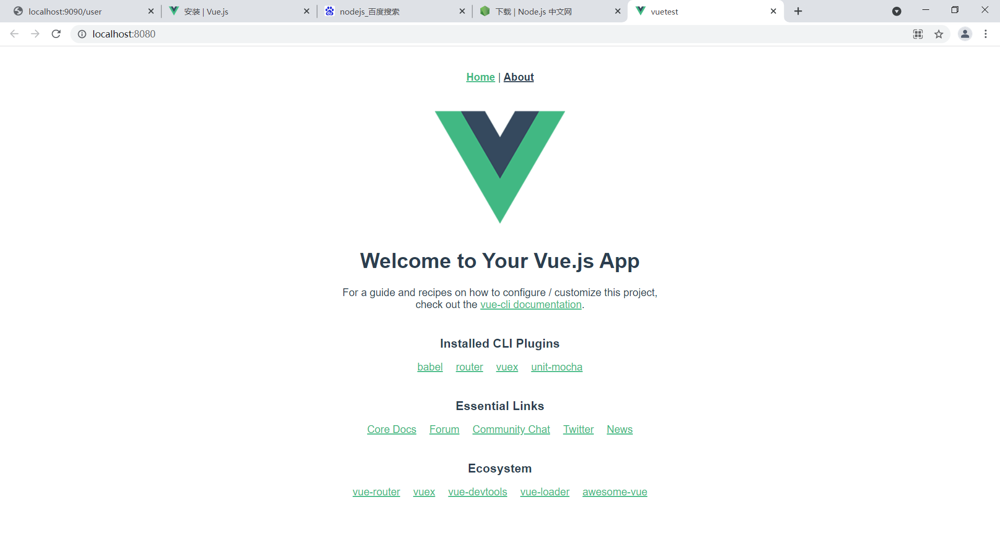 localhost:9090/user
安装 | Vue.js
nodejs_百度搜索
下载 | Node.js 中文网
vuetest
localhost:8080
Home | About
Welcome to Your Vue.js App
For a guide and recipes on how to configure / customize this project,
check out the vue-cli documentation.
Installed CLI Plugins
babel router vuex unit-mocha
Essential Links
Core Docs Forum Community Chat Twitter News
Ecosystem
vue-router vuex vue-devtools vue-loader awesome-vue